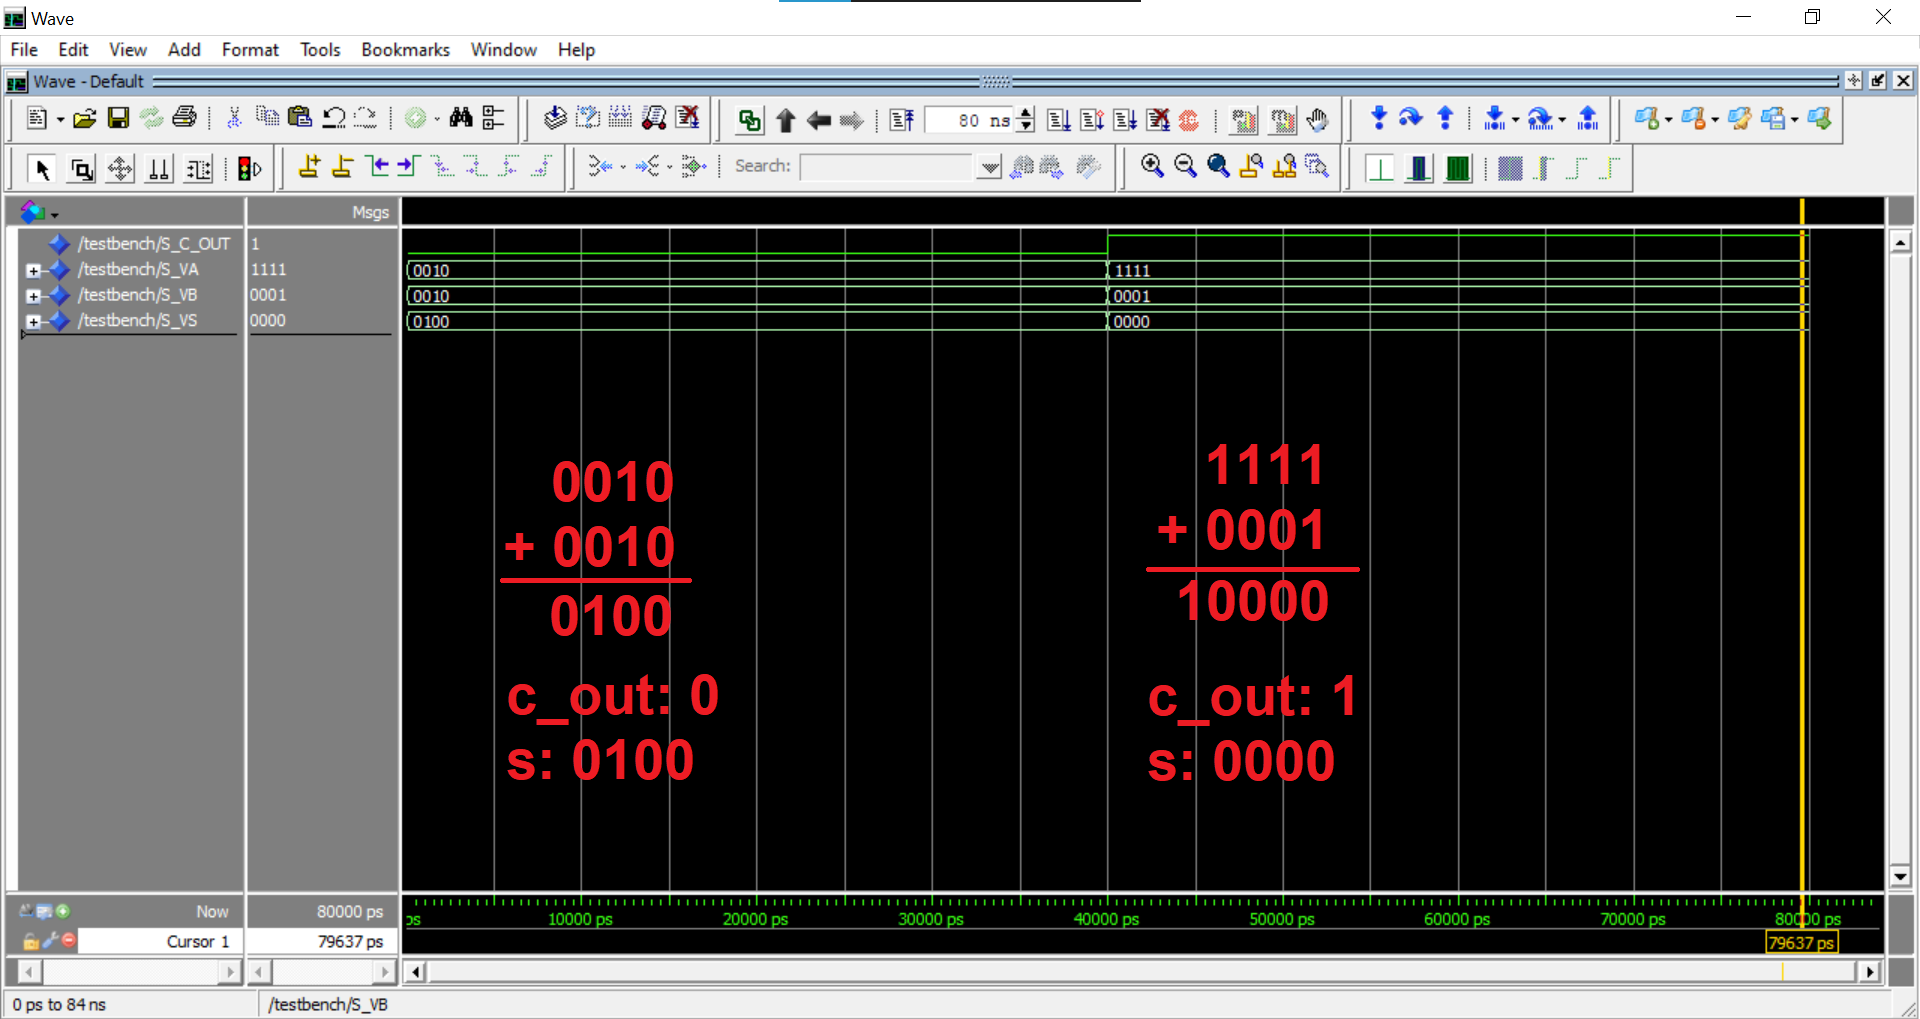 Wave
File Edit View Add Format Tools Bookmarks Window Help
Wave - Default
80 ns
Search:
Msgs
/testbench/S_C_OUT 1
/testbench/S_VA 1111 0010 1111
/testbench/S_VB 0001 0010 0001
/testbench/S_VS 0000 0100 0000
0010
+ 0010
0100
c_out: 0
s: 0100
1111
+ 0001
10000
c_out: 1
s: 0000
Now 80000 ps
ps 10000 ps 20000 ps 30000 ps 40000 ps 50000 ps 60000 ps 70000 ps 80000 ps
Cursor 1 79637 ps 79637 ps
0 ps to 84 ns /testbench/S_VB